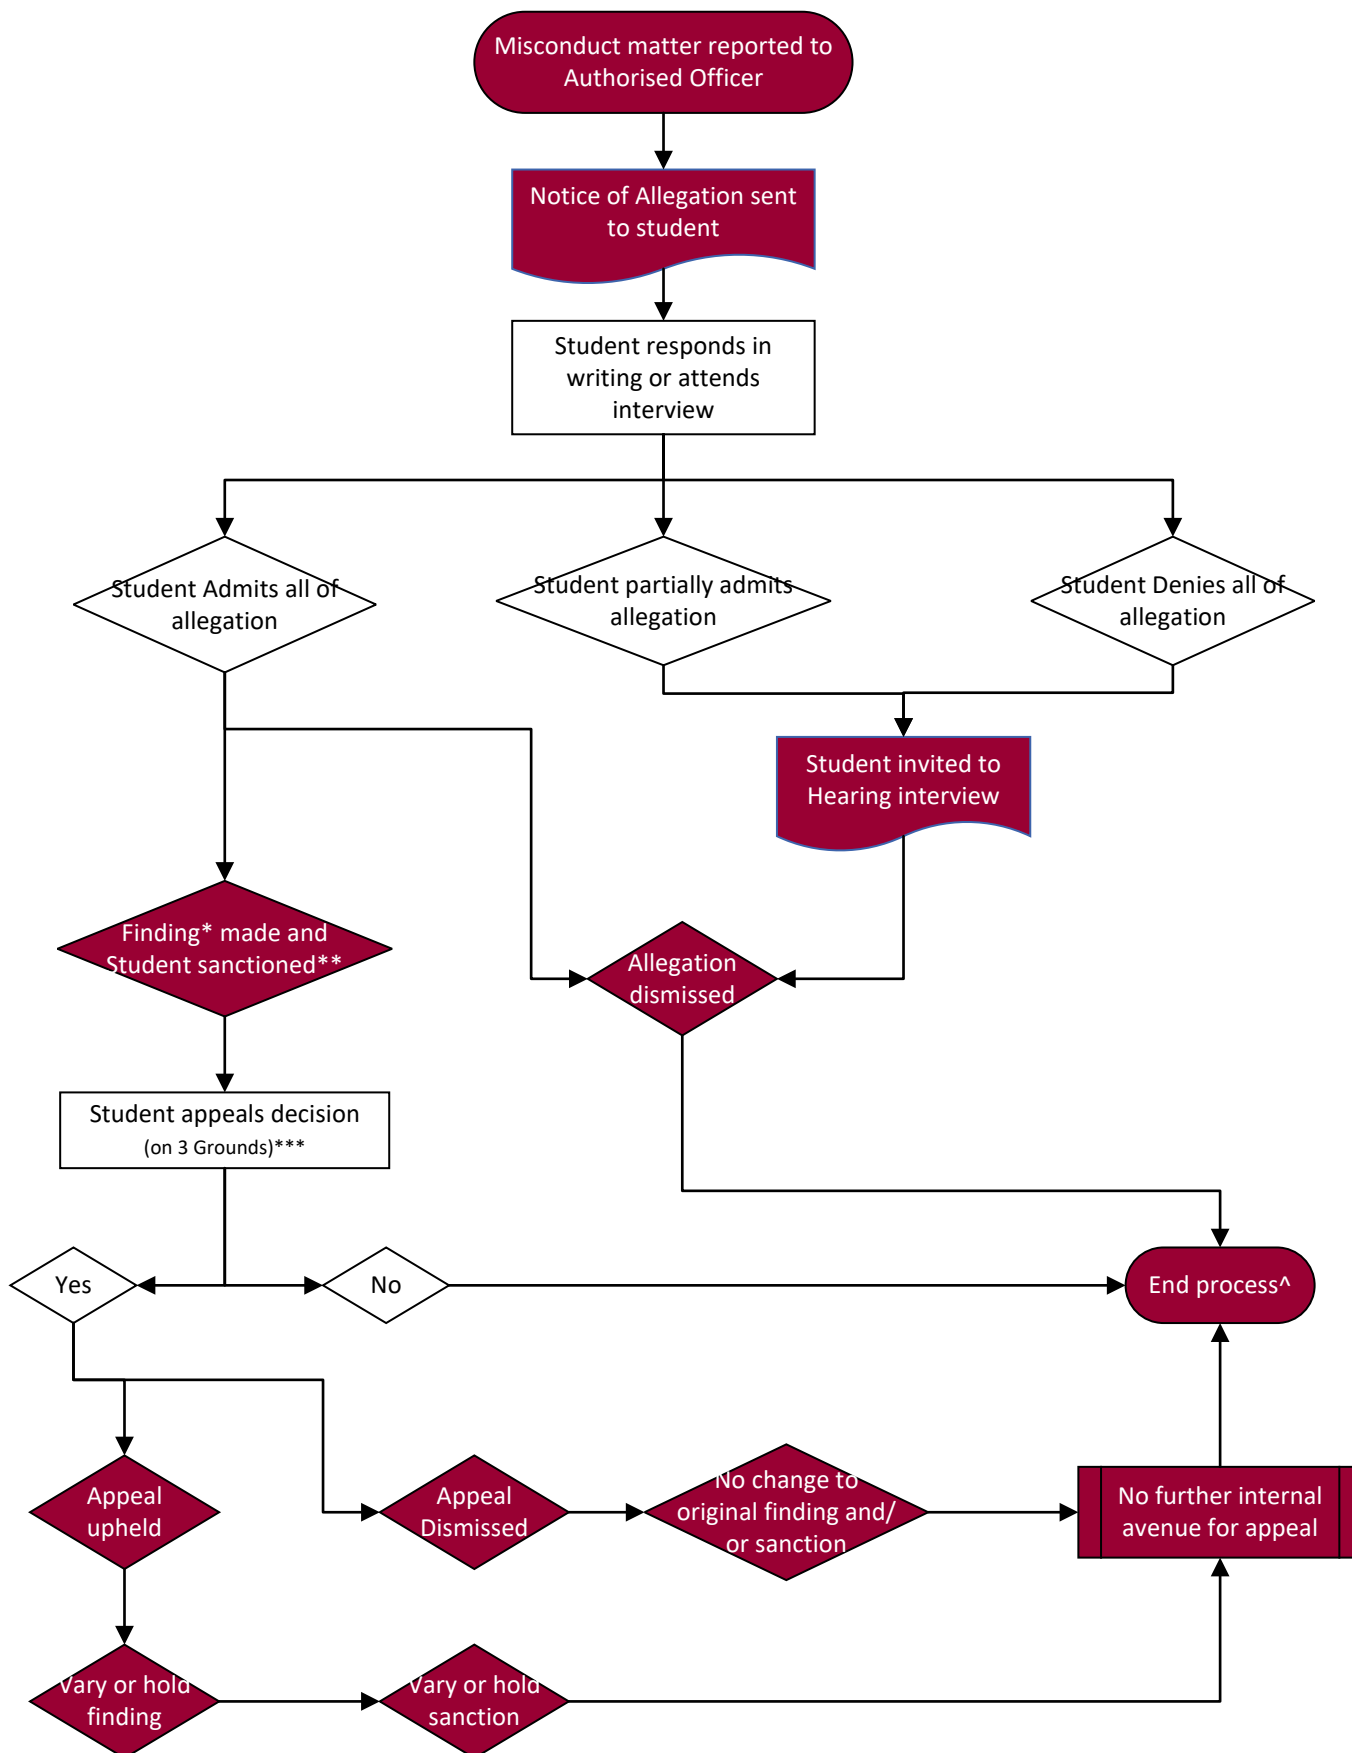 Misconduct matter reported to
Authorised Officer
Notice of Allegation sent
to student
Student responds in
writing or attends
interview
Student Admits all of
allegation
Student partially admits
allegation
Student Denies all of
allegation
Student invited to
Hearing interview
Finding* made and
Student sanctioned**
Allegation
dismissed
Student appeals decision
(on 3 Grounds)***
Yes
No
End process^
Appeal
upheld
Appeal
Dismissed
No change to
original finding and/
or sanction
No further internal
avenue for appeal
Vary or hold
finding
Vary or hold
sanction